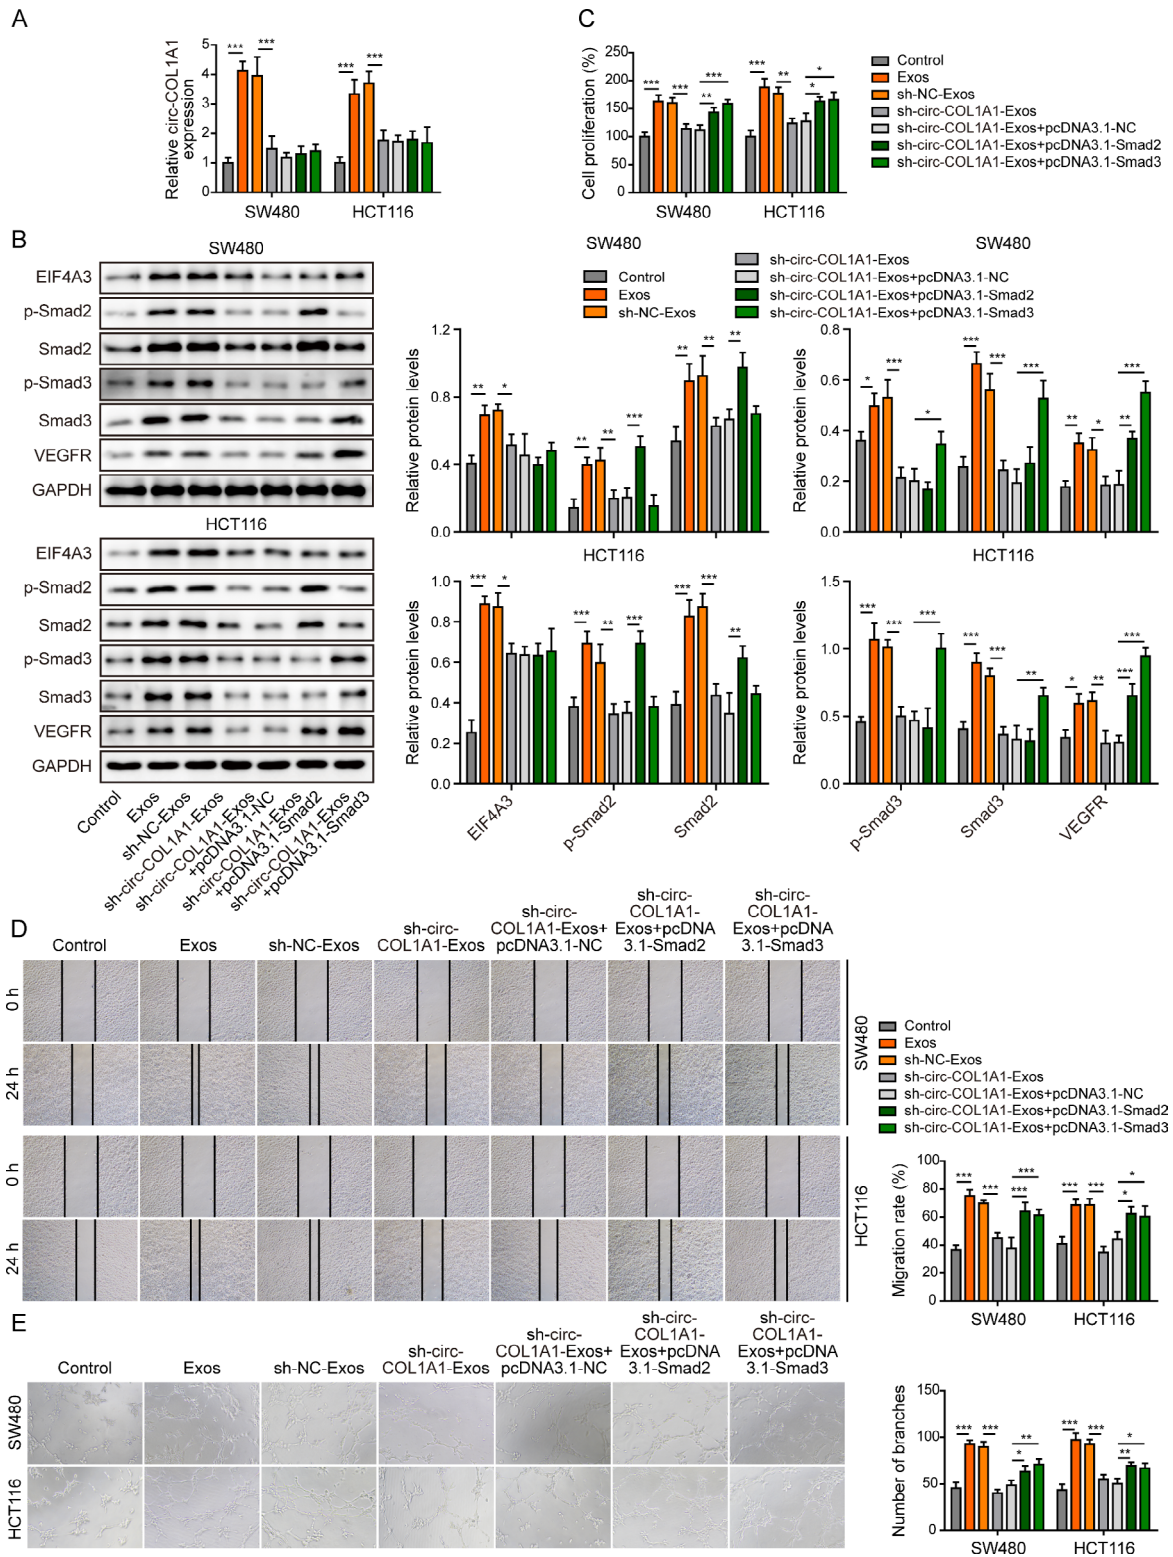 A
Relative circ-COL1A1
expression
5
4
3
2
1
0
***
***
***
***
SW480
HCT116
C
Cell proliferation (%)
250
200
150
100
50
0
***
***
**
***
***
**
*
*
SW480
HCT116
Control
Exos
sh-NC-Exos
sh-circ-COL1A1-Exos
sh-circ-COL1A1-Exos+pcDNA3.1-NC
sh-circ-COL1A1-Exos+pcDNA3.1-Smad2
sh-circ-COL1A1-Exos+pcDNA3.1-Smad3
B
SW480
EIF4A3
p-Smad2
Smad2
p-Smad3
Smad3
VEGFR
GAPDH
HCT116
EIF4A3
p-Smad2
Smad2
p-Smad3
Smad3
VEGFR
GAPDH
Control
Exos
sh-NC-Exos
sh-circ-COL1A1-Exos
sh-circ-COL1A1-Exos
+pcDNA3.1-NC
sh-circ-COL1A1-Exos
+pcDNA3.1-Smad2
sh-circ-COL1A1-Exos
+pcDNA3.1-Smad3
SW480
SW480
Control
Exos
sh-NC-Exos
sh-circ-COL1A1-Exos
sh-circ-COL1A1-Exos+pcDNA3.1-NC
sh-circ-COL1A1-Exos+pcDNA3.1-Smad2
sh-circ-COL1A1-Exos+pcDNA3.1-Smad3
Relative protein levels
1.2
0.8
0.4
0.0
**
*
**
**
***
**
**
**
Relative protein levels
0.8
0.6
0.4
0.2
0.0
*
***
*
***
***
***
**
*
**
***
HCT116
HCT116
Relative protein levels
1.0
0.8
0.6
0.4
0.2
0.0
***
*
***
**
***
***
***
**
EIF4A3
p-Smad2
Smad2
Relative protein levels
1.5
1.0
0.5
0.0
***
***
***
***
***
**
*
**
***
***
p-Smad3
Smad3
VEGFR
D
Control
Exos
sh-NC-Exos
sh-circ-
COL1A1-Exos
sh-circ-
COL1A1-Exos+
pcDNA3.1-NC
sh-circ-
COL1A1-
Exos+pcDNA
3.1-Smad2
sh-circ-
COL1A1-
Exos+pcDNA
3.1-Smad3
0 h
24 h
SW480
0 h
24 h
HCT116
Control
Exos
sh-NC-Exos
sh-circ-COL1A1-Exos
sh-circ-COL1A1-Exos+pcDNA3.1-NC
sh-circ-COL1A1-Exos+pcDNA3.1-Smad2
sh-circ-COL1A1-Exos+pcDNA3.1-Smad3
Migration rate (%)
100
80
60
40
20
0
***
***
***
***
***
***
*
*
SW480
HCT116
E
Control
Exos
sh-NC-Exos
sh-circ-
COL1A1-Exos
sh-circ-
COL1A1-Exos+
pcDNA3.1-NC
sh-circ-
COL1A1-
Exos+pcDNA
3.1-Smad2
sh-circ-
COL1A1-
Exos+pcDNA
3.1-Smad3
SW480
HCT116
Number of branches
150
100
50
0
***
***
*
**
***
***
**
*
SW480
HCT116